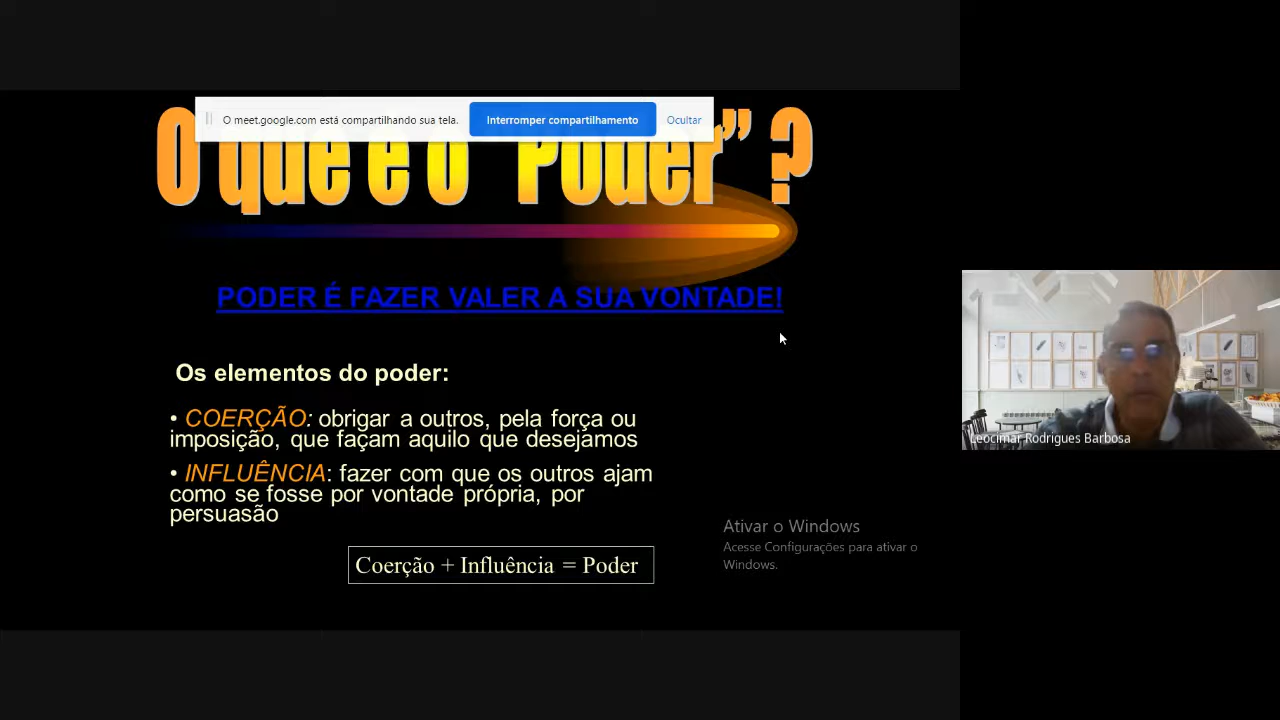 O meet.google.com está compartilhando sua tela. Interromper compartilhamento Ocultar
O que é o "Poder" ?
PODER É FAZER VALER A SUA VONTADE!
Os elementos do poder:
• COERÇÃO: obrigar a outros, pela força ou
imposição, que façam aquilo que desejamos
• INFLUÊNCIA: fazer com que os outros ajam
como se fosse por vontade própria, por
persuasão
Coerção + Influência = Poder
Leocimar Rodrigues Barbosa
Ativar o Windows
Acesse Configurações para ativar o
Windows.